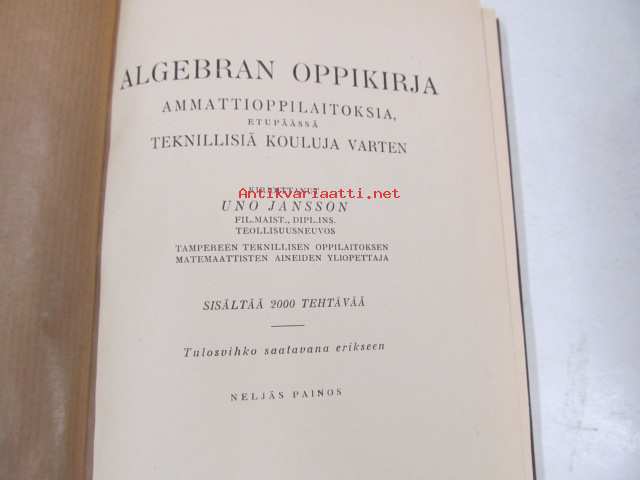 ALGEBRAN OPPIKIRJA
AMMATTIOPPILAITOKSIA,
ETUPÄÄSSÄ
TEKNILLISIÄ KOULUJA VARTEN
KIRJOITTANUT
Antikvariaatti.net
UNO JANSSON
FIL.MAIST., DIPL.INS.
TEOLLISUUSNEUVOS
TAMPEREEN TEKNILLISEN OPPILAITOKSEN
MATEMAATTISTEN AINEIDEN YLIOPETTAJA
SISÄLTÄÄ 2000 TEHTÄVÄÄ
Tulosvihko saatavana erikseen
NELJÄS PAINOS